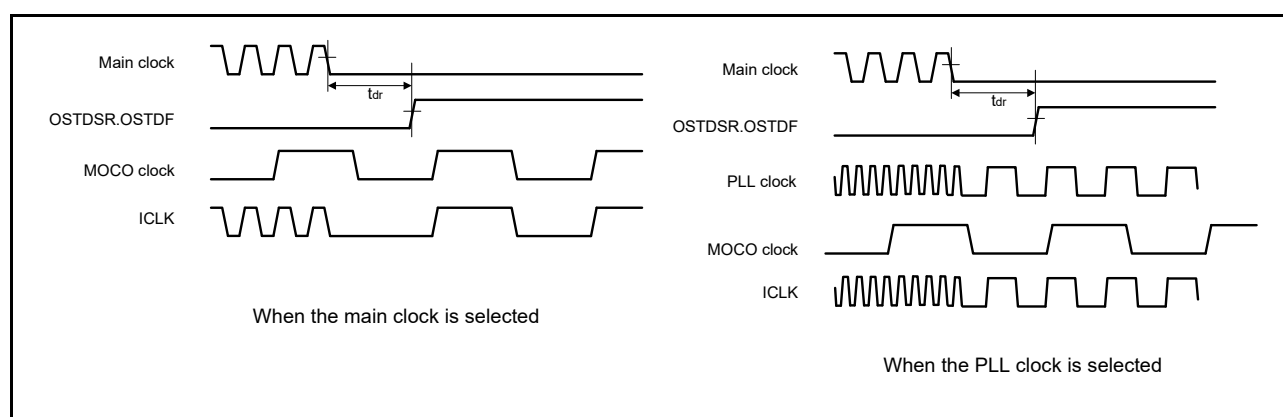 Main clock
tdr
OSTDSR.OSTDF
MOCO clock
ICLK
When the main clock is selected
Main clock
tdr
OSTDSR.OSTDF
PLL clock
MOCO clock
ICLK
When the PLL clock is selected